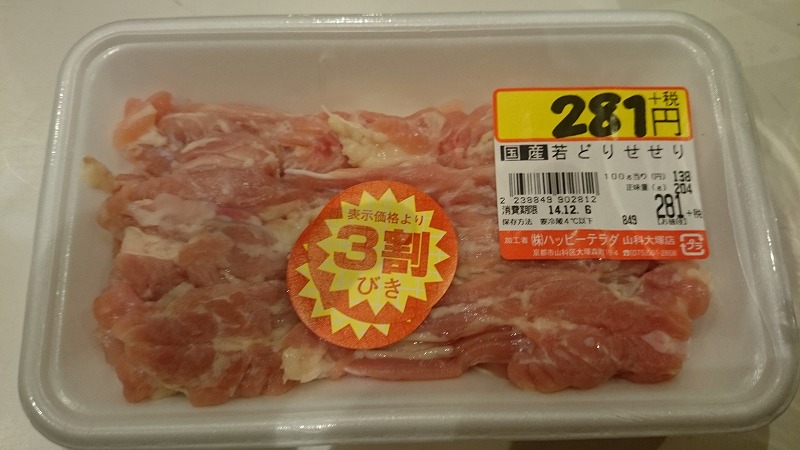 281円
+税
国産若どりせせり
100g当り(円) 138
正味量(g) 204
2 238849 902812
消費期限 14.12.6
849
281+税
保存方法 要冷蔵4℃以下
加工者 ㈱ハッピーテラダ 山科大塚店
プラ
表示価格より
3割
びき